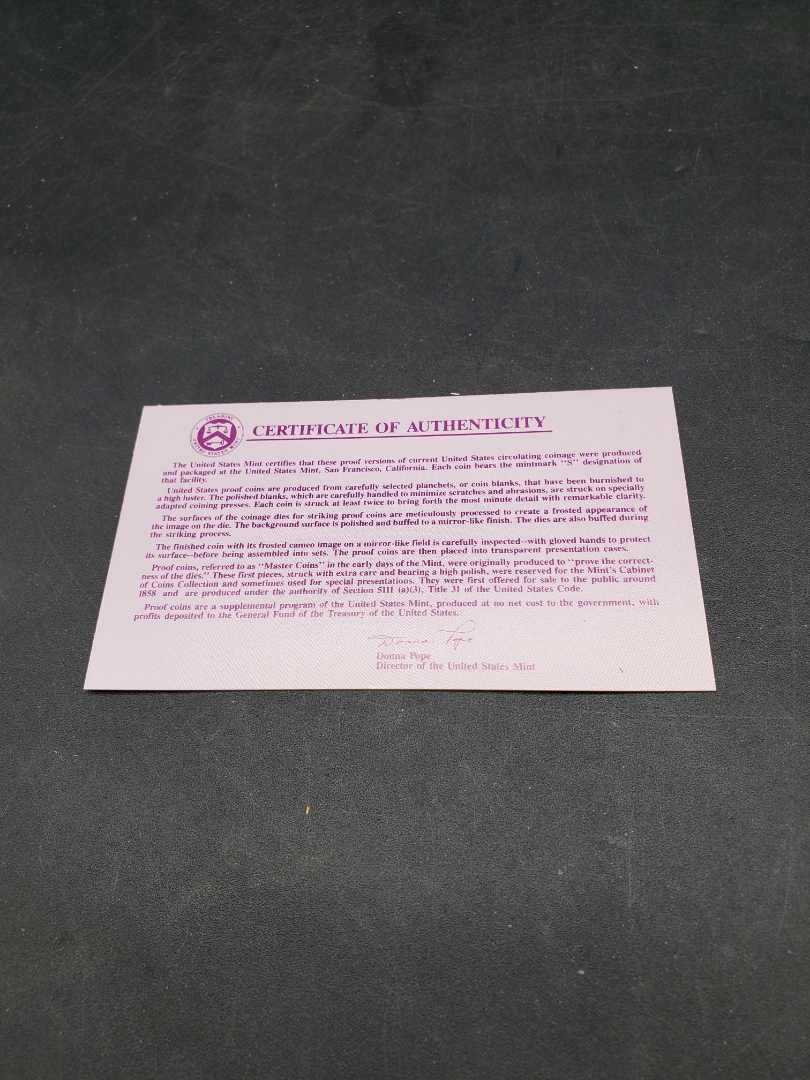 CERTIFICATE OF AUTHENTICITY
The United States Mint certifies that these proof versions of current United States circulating coinage were produced
and packaged at the United States Mint, San Francisco, California. Each coin bears the mintmark "S" designation of
that facility.
United States proof coins are produced from carefully selected planchets, or coin blanks, that have been burnished to
a high luster. The polished blanks, which are carefully handled to minimize scratches and abrasions, are struck on specially
adapted coining presses. Each coin is struck at least twice to bring forth the most minute detail with remarkable clarity.
The surfaces of the coinage dies for striking proof coins are meticulously processed to create a frosted appearance of
the image on the die. The background surface is polished and buffed to a mirror-like finish. The dies are also buffed during
the striking process.
The finished coin with its frosted cameo image on a mirror-like field is carefully inspected--with gloved hands to protect
its surface--before being assembled into sets. The proof coins are then placed into transparent presentation cases.
Proof coins, referred to as "Master Coins" in the early days of the Mint, were originally produced to "prove the correct-
ness of the dies." These first pieces, struck with extra care and bearing a high polish, were reserved for the Mint's Cabinet
of Coins Collection and sometimes used for special presentations. They were first offered for sale to the public around
1858 and are produced under the authority of Section 5111 (a)(3), Title 31 of the United States Code.
Proof coins are a supplemental program of the United States Mint, produced at no net cost to the government, with
profits deposited to the General Fund of the Treasury of the United States.
Donna Pope
Donna Pope
Director of the United States Mint